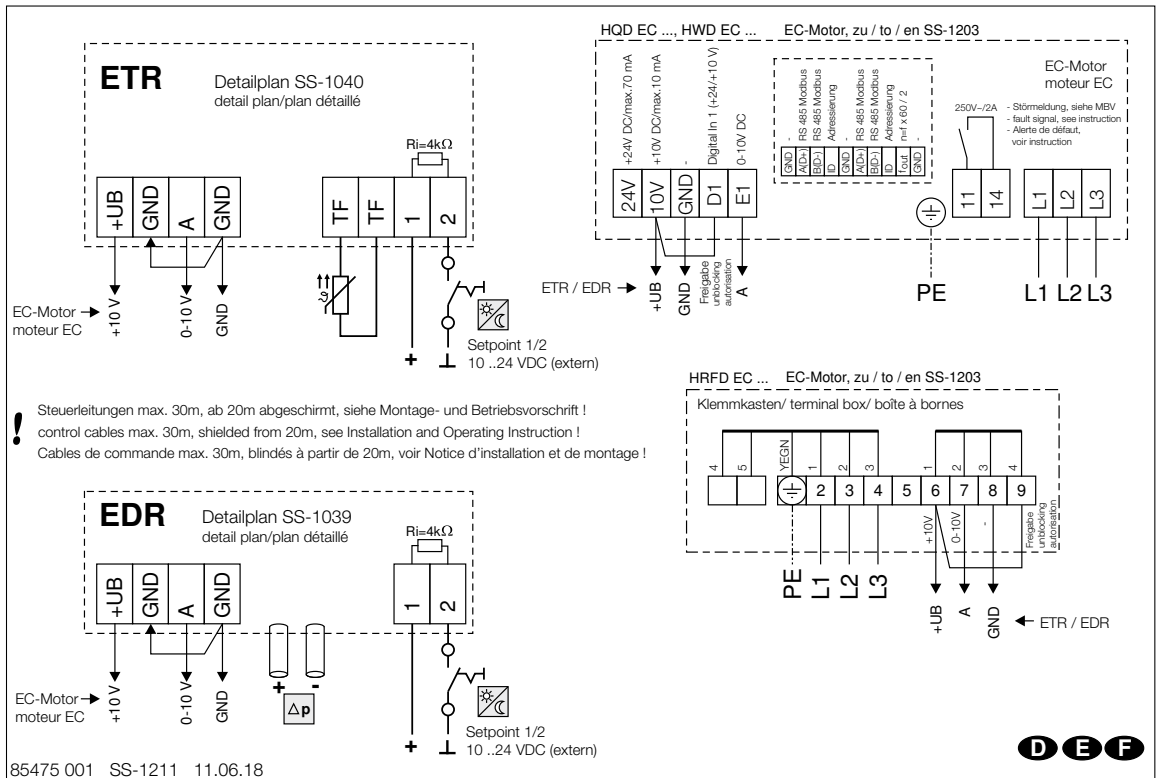 ETR
Detailplan SS-1040
detail plan/plan détaillé
Ri=4kΩ
+UB
GND
A
GND
TF
TF
1
2
EC-Motor
moteur EC
+10 V
0-10 V
GND
+
Setpoint 1/2
10 ..24 VDC (extern)
HQD EC ..., HWD EC ...
EC-Motor, zu / to / en SS-1203
+24V DC/max.70 mA
+10V DC/max.10 mA
-
Digital In 1 (+24/+10 V)
0-10V DC
24V
10V
GND
D1
E1
-
RS 485 Modbus
RS 485 Modbus
Adressierung
-
RS 485 Modbus
RS 485 Modbus
Adressierung
n=f x 60 / 2
-
GND
A(D+)
B(D-)
ID
GND
A(D+)
B(D-)
ID
fout
GND
EC-Motor
moteur EC
250V~/2A
- Störmeldung, siehe MBV
- fault signal, see instruction
- Alerte de défaut,
voir instruction
11
14
L1
L2
L3
ETR / EDR
+UB
GND
Freigabe
unblocking
autorisation
A
PE
L1 L2 L3
! Steuerleitungen max. 30m, ab 20m abgeschirmt, siehe Montage- und Betriebsvorschrift !
control cables max. 30m, shielded from 20m, see Installation and Operating Instruction !
Cables de commande max. 30m, blindés à partir de 20m, voir Notice d'installation et de montage !
HRFD EC ...
EC-Motor, zu / to / en SS-1203
Klemmkasten/ terminal box/ boîte à bornes
4
5
YEGN
1
2
3
1
2
3
4
2
3
4
5
6
7
8
9
+10V
0-10V
-
Freigabe
unblocking
autorisation
PE
L1
L2
L3
+UB
A
GND
ETR / EDR
EDR
Detailplan SS-1039
detail plan/plan détaillé
Ri=4kΩ
+UB
GND
A
GND
1
2
EC-Motor
moteur EC
+10 V
0-10 V
GND
+
-
Δp
+
Setpoint 1/2
10 ..24 VDC (extern)
D E F
85475 001 SS-1211 11.06.18